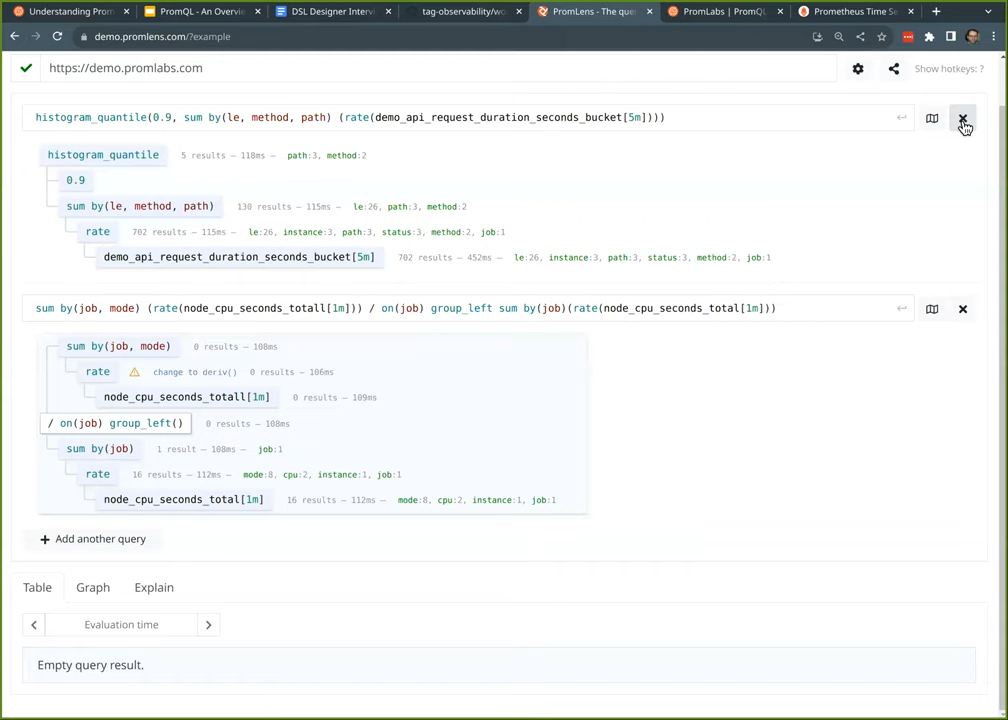 Understanding Prom
PromQL - An Overvie
DSL Designer Intervi
tag-observability/wo
PromLens - The que
PromLabs | PromQL
Prometheus Time Se
demo.promlens.com/?example
https://demo.promlabs.com
Show hotkeys: ?
histogram_quantile(0.9, sum by(le, method, path) (rate(demo_api_request_duration_seconds_bucket[5m])))
histogram_quantile 5 results – 118ms – path:3, method:2
0.9
sum by(le, method, path) 130 results – 115ms – le:26, path:3, method:2
rate 702 results – 115ms – le:26, instance:3, path:3, status:3, method:2, job:1
demo_api_request_duration_seconds_bucket[5m] 702 results – 452ms – le:26, instance:3, path:3, status:3, method:2, job:1
sum by(job, mode) (rate(node_cpu_seconds_totall[1m])) / on(job) group_left sum by(job)(rate(node_cpu_seconds_total[1m]))
sum by(job, mode) 0 results – 108ms
rate change to deriv() 0 results – 106ms
node_cpu_seconds_totall[1m] 0 results – 109ms
/ on(job) group_left() 0 results – 108ms
sum by(job) 1 result – 108ms – job:1
rate 16 results – 112ms – mode:8, cpu:2, instance:1, job:1
node_cpu_seconds_total[1m] 16 results – 112ms – mode:8, cpu:2, instance:1, job:1
+ Add another query
Table Graph Explain
Evaluation time
Empty query result.